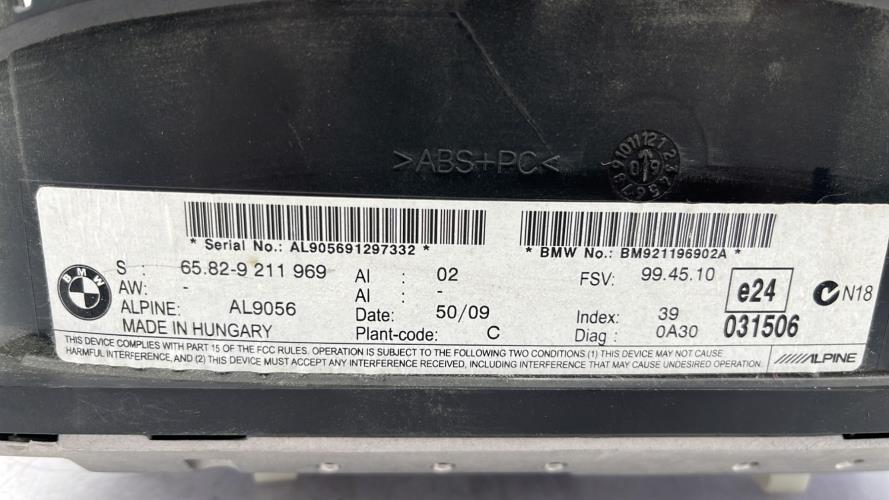 >ABS+PC<
09
* Serial No.: AL905691297332 *
* BMW No.: BM921196902A *
BMW
S : 65.82-9 211 969
AW: -
ALPINE: AL9056
MADE IN HUNGARY
AI : 02
AI : -
Date: 50/09
Plant-code: C
FSV: 99.45.10
Index: 39
Diag : 0A30
e24
031506
N18
THIS DEVICE COMPLIES WITH PART 15 OF THE FCC RULES. OPERATION IS SUBJECT TO THE FOLLOWING TWO CONDITIONS (1) THIS DEVICE MAY NOT CAUSE
HARMFUL INTERFERENCE, AND (2) THIS DEVICE MUST ACCEPT ANY INTERFERENCE RECEIVED, INCLUDING INTERFERENCE THAT MAY CAUSE UNDESIRED OPERATION
ALPINE